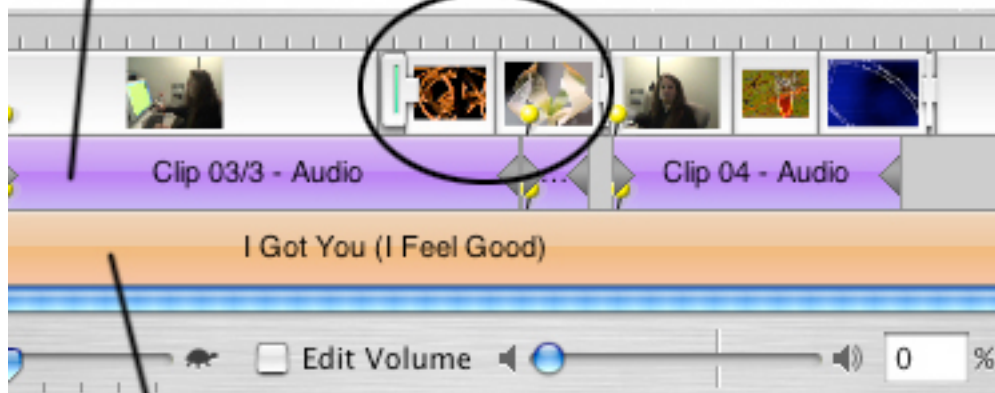 Clip 03/3 - Audio
...
Clip 04 - Audio
I Got You (I Feel Good)
Edit Volume
0
%